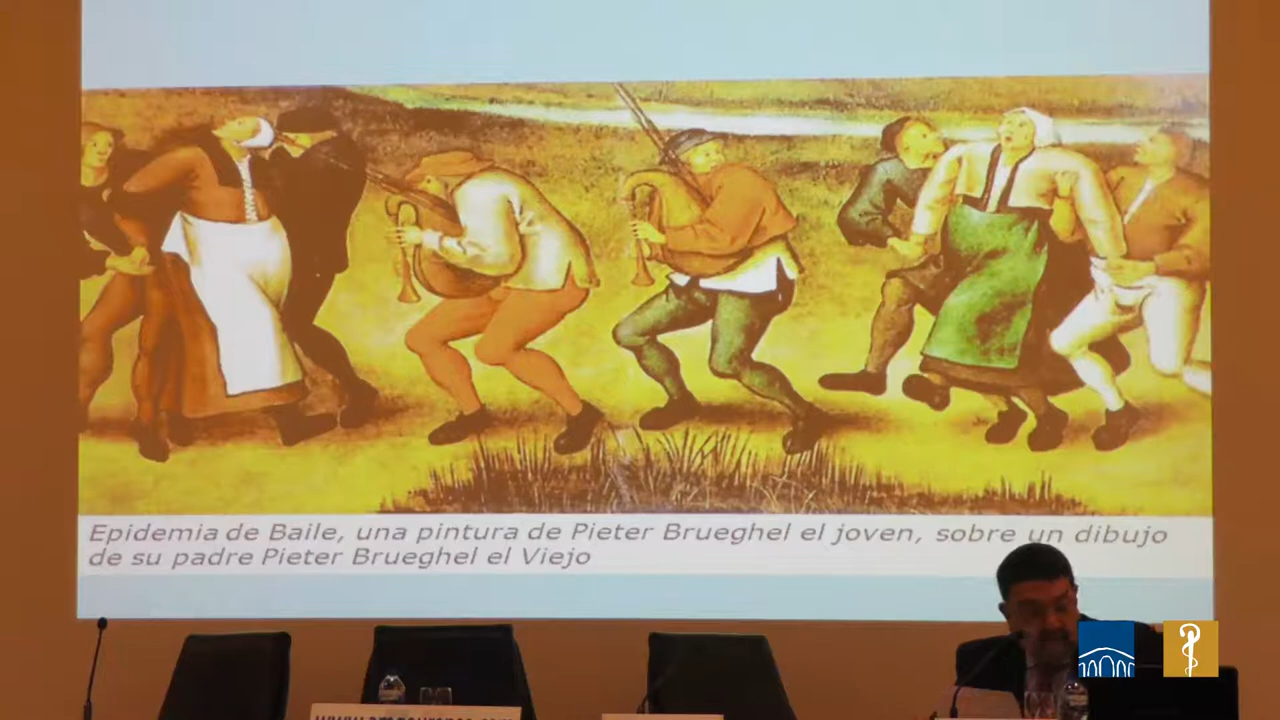 Epidemia de Baile, una pintura de Pieter Brueghel el joven, sobre un dibujo
de su padre Pieter Brueghel el Viejo